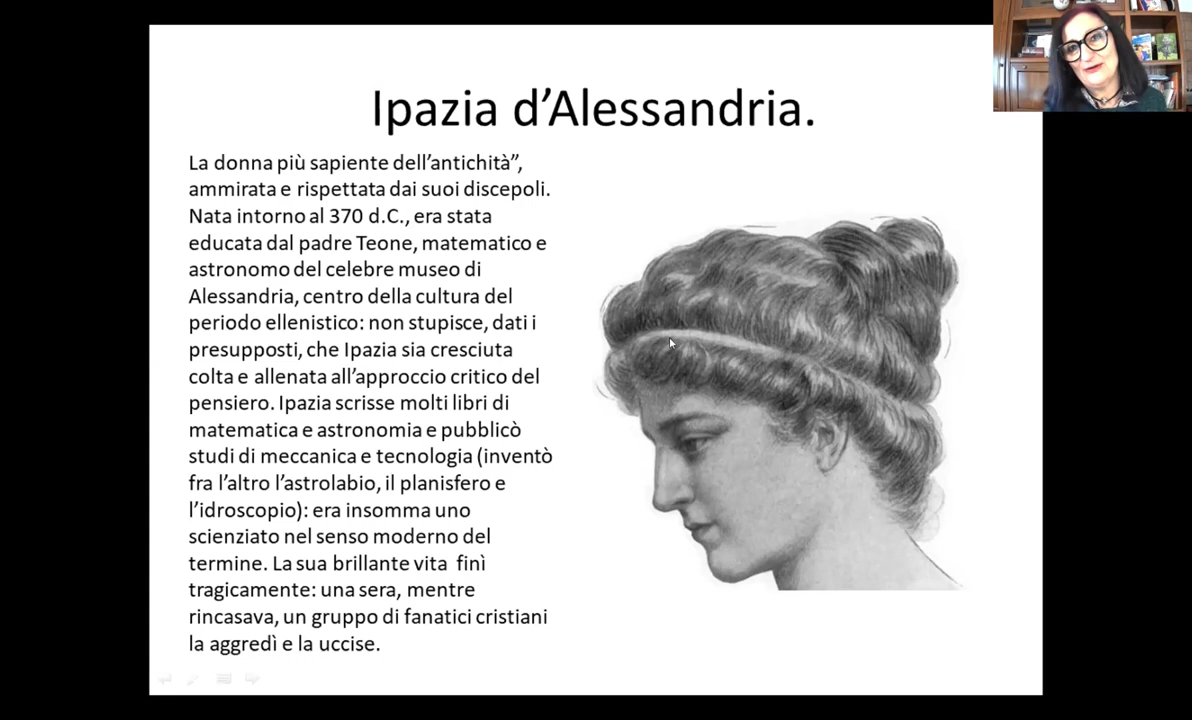 Ipazia d’Alessandria.
La donna più sapiente dell’antichità”,
ammirata e rispettata dai suoi discepoli.
Nata intorno al 370 d.C., era stata
educata dal padre Teone, matematico e
astronomo del celebre museo di
Alessandria, centro della cultura del
periodo ellenistico: non stupisce, dati i
presupposti, che Ipazia sia cresciuta
colta e allenata all’approccio critico del
pensiero. Ipazia scrisse molti libri di
matematica e astronomia e pubblicò
studi di meccanica e tecnologia (inventò
fra l’altro l’astrolabio, il planisfero e
l’idroscopio): era insomma uno
scienziato nel senso moderno del
termine. La sua brillante vita  finì
tragicamente: una sera, mentre
rincasava, un gruppo di fanatici cristiani
la aggredì e la uccise.